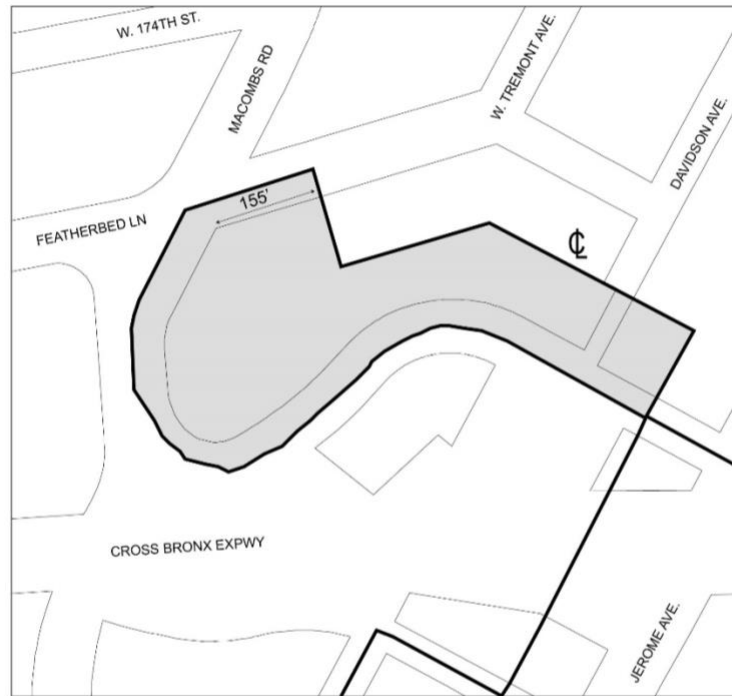 W. 174TH ST.
MACOMBS RD
W. TREMONT AVE.
DAVIDSON AVE.
155'
FEATHERBED LN
℄
CROSS BRONX EXPWY
JEROME AVE.